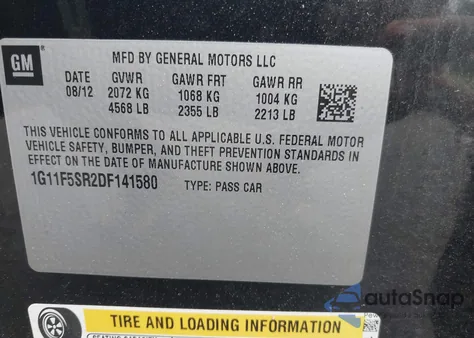 GM
MFD BY GENERAL MOTORS LLC
DATE GVWR GAWR FRT GAWR RR
08/12 2072 KG 1068 KG 1004 KG
4568 LB 2355 LB 2213 LB
THIS VEHICLE CONFORMS TO ALL APPLICABLE U.S. FEDERAL MOTOR
VEHICLE SAFETY, BUMPER, AND THEFT PREVENTION STANDARDS IN
EFFECT ON THE DATE OF MANUFACTURE SHOWN ABOVE.
1G11F5SR2DF141580 TYPE: PASS CAR
autoSnap
TIRE AND LOADING INFORMATION
SEATING CAPACITY